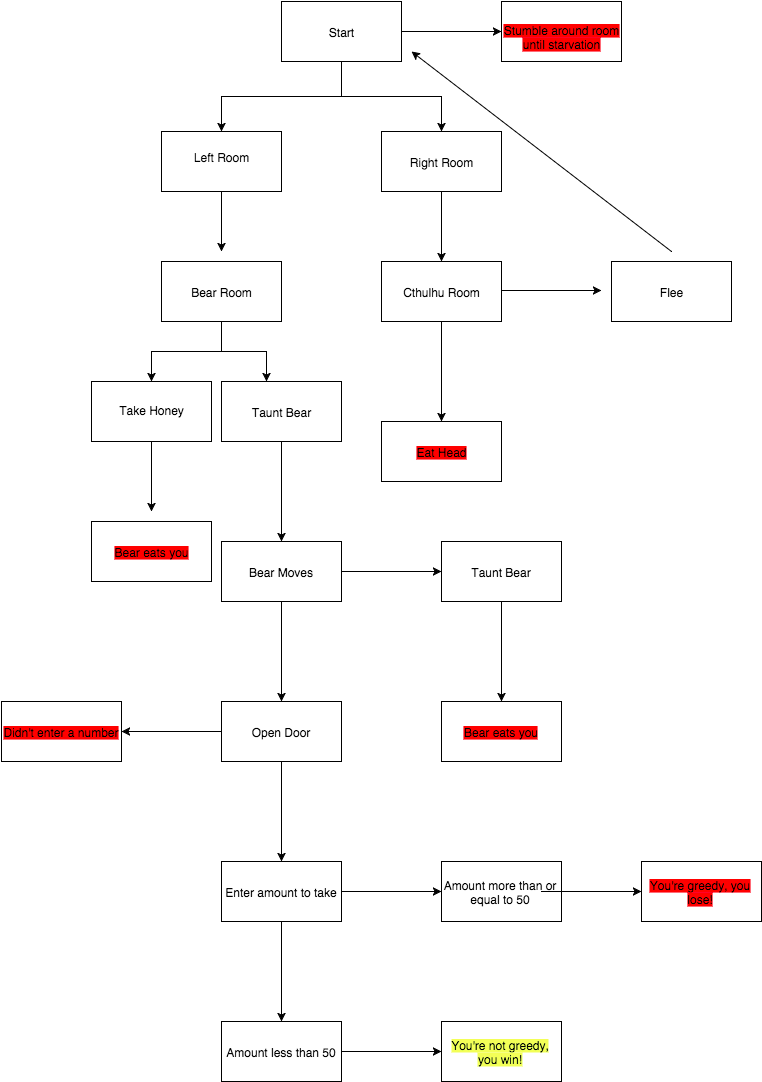 Start
Stumble around room
until starvation
Left Room
Right Room
Bear Room
Cthulhu Room
Flee
Take Honey
Taunt Bear
Eat Head
Bear eats you
Bear Moves
Taunt Bear
Didn't enter a number
Open Door
Bear eats you
Enter amount to take
Amount more than or
equal to 50
You're greedy, you
lose!
Amount less than 50
You're not greedy,
you win!